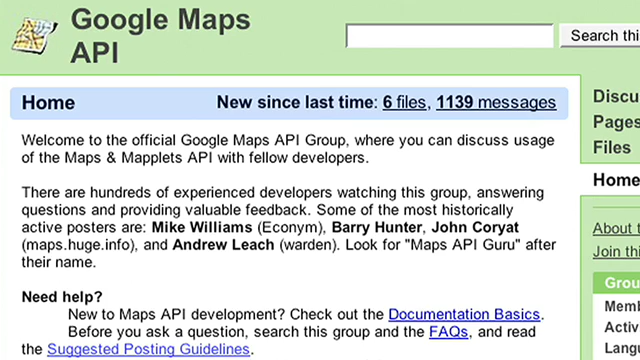 Google Maps
API
Search thi
Home
New since last time: 6 files, 1139 messages
Welcome to the official Google Maps API Group, where you can discuss usage
of the Maps & Mapplets API with fellow developers.
There are hundreds of experienced developers watching this group, answering
questions and providing valuable feedback. Some of the most historically
active posters are: Mike Williams (Econym), Barry Hunter, John Coryat
(maps.huge.info), and Andrew Leach (warden). Look for "Maps API Guru" after
their name.
Need help?
New to Maps API development? Check out the Documentation Basics.
Before you ask a question, search this group and the FAQs, and read
the Suggested Posting Guidelines.
Discu
Pages
Files
Home
About t
Join thi
Grou
Memb
Activ
Langu